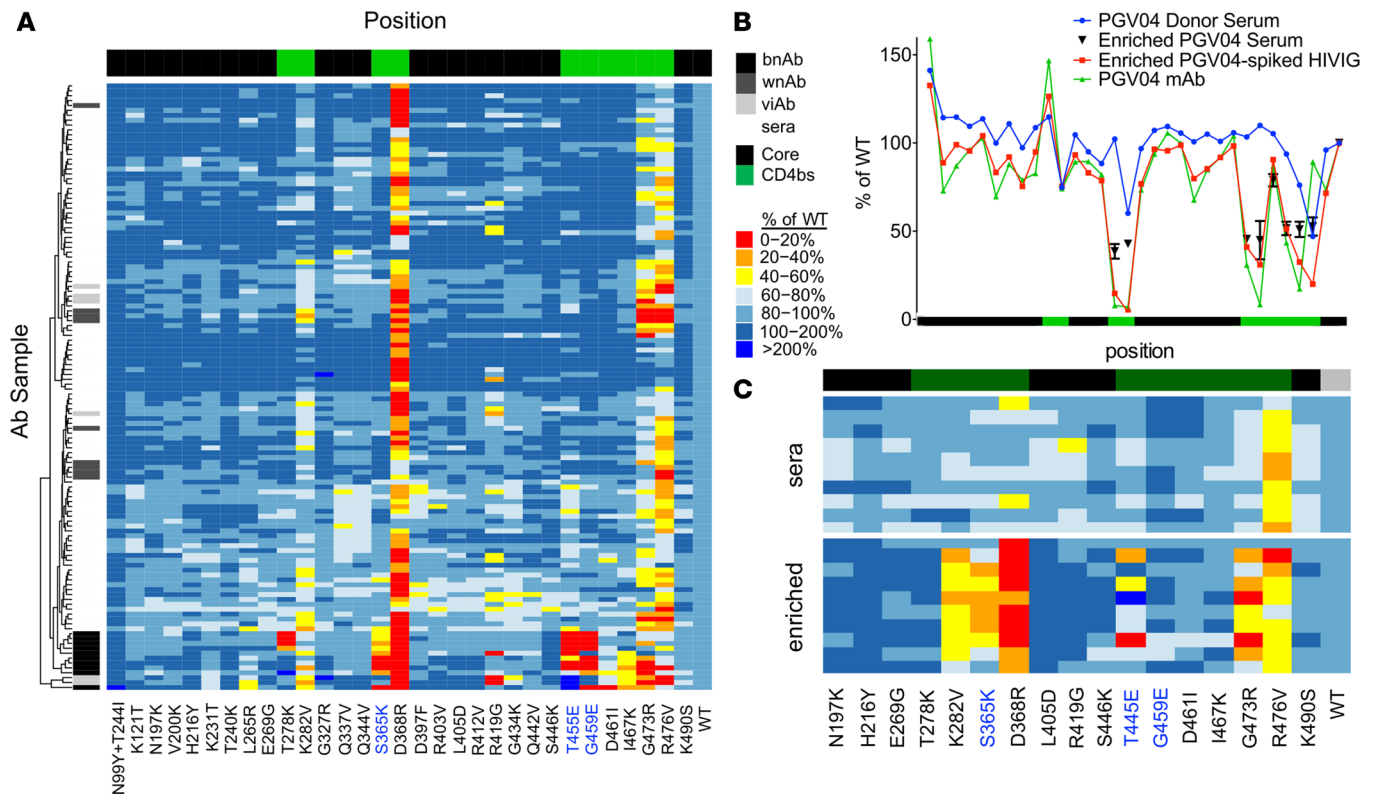 A
Position
Ab Sample
bnAb
wnAb
viAb
sera
Core
CD4bs
% of WT
0–20%
20–40%
40–60%
60–80%
80–100%
100–200%
>200%
N99Y+T244I
K121T
N197K
V200K
H216Y
K231T
T240K
L265R
E269G
T278K
K282V
G327R
Q337V
Q344V
S365K
D368R
D397F
R403V
L405D
R412V
R419G
G434K
Q442V
S446K
T455E
G459E
D461I
I467K
G473R
R476V
K490S
WT
B
PGV04 Donor Serum
Enriched PGV04 Serum
Enriched PGV04-spiked HIVIG
PGV04 mAb
% of WT
150
100
50
0
position
C
sera
enriched
N197K
H216Y
E269G
T278K
K282V
S365K
D368R
L405D
R419G
S446K
T445E
G459E
D461I
I467K
G473R
R476V
K490S
WT